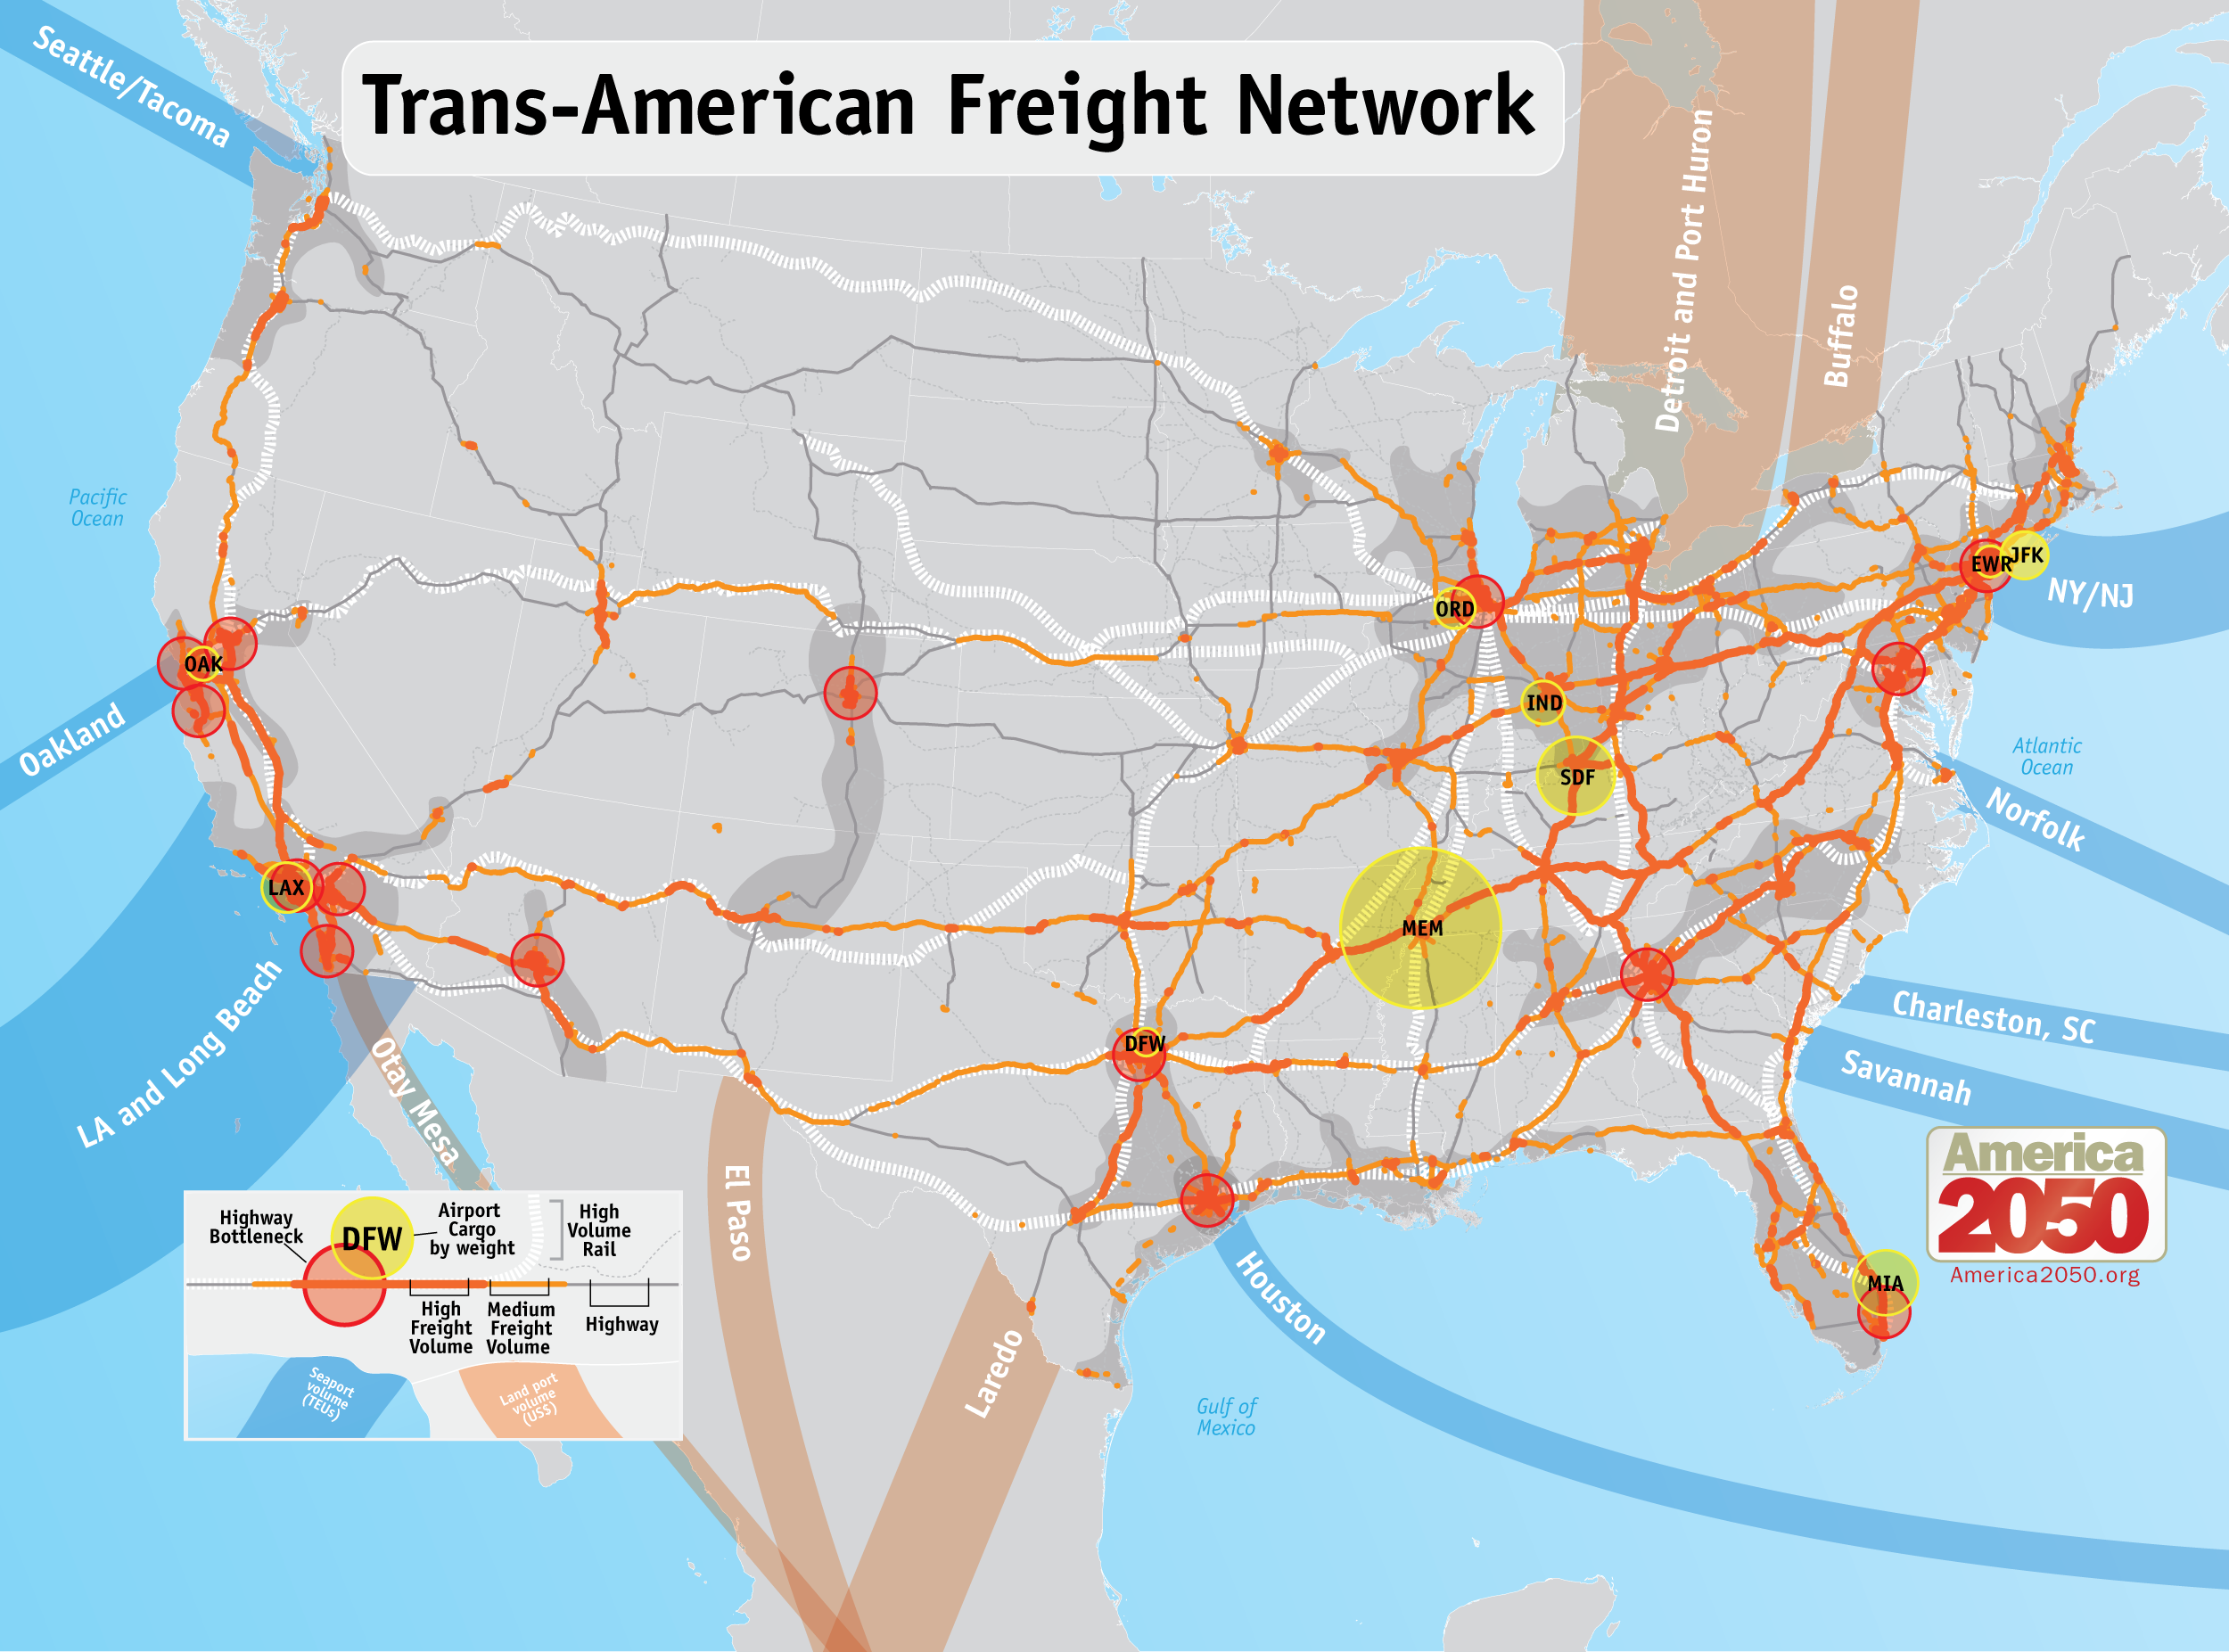 Trans-American Freight Network
Seattle/Tacoma
Detroit and Port Huron
Buffalo
Pacific
Ocean
JFK
EWR
NY/NJ
ORD
OAK
IND
Oakland
SDF
Atlantic
Ocean
Norfolk
LAX
MEM
Charleston, SC
DFW
LA and Long Beach
Otay Mesa
Savannah
El Paso
Laredo
Houston
MIA
Gulf of
Mexico
America
2050
America2050.org
Highway
Bottleneck
DFW
Airport
Cargo
by weight
High
Volume
Rail
High
Freight
Volume
Medium
Freight
Volume
Highway
Seaport
volume
(TEUs)
Land port
volume
(US$)